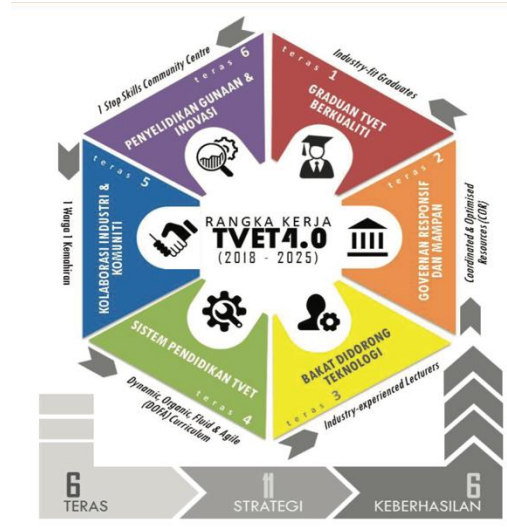 1 Stop Skills Community Centre
teras 6
PENYELIDIKAN GUNAAN &
INOVASI
Industry-fit Graduates
teras 1
GRADUAN TVET
BERKUALITI
teras 2
GOVERNAN RESPONSIF
DAN MAMPAN
Coordinated & Optimised
Resources (COR)
teras 5
KOLABORASI INDUSTRI &
KOMUNITI
1 Warga 1 Kemahiran
RANGKA KERJA
TVET4.0
(2018 - 2025)
SISTEM PENDIDIKAN TVET
teras 4
Dynamic, Organic, Fluid & Agile
(DOFA) Curriculum
BAKAT DIDORONG
TEKNOLOGI
teras 3
Industry-experienced Lecturers
6
TERAS
11
STRATEGI
6
KEBERHASILAN